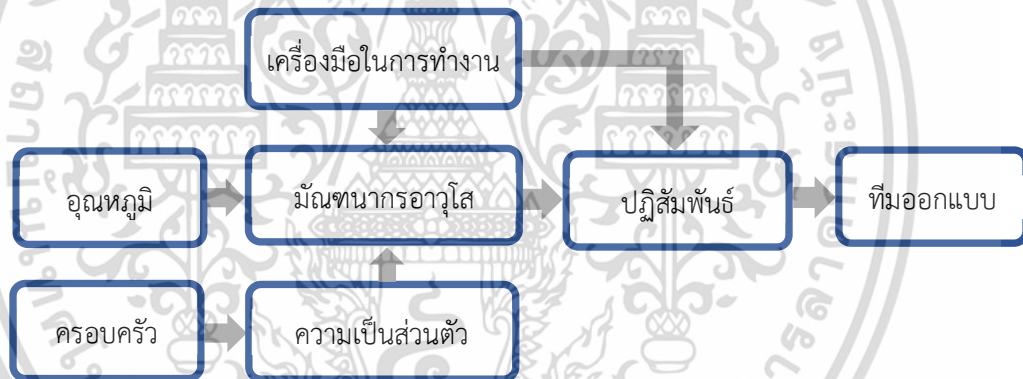 เครื่องมือในการทำงาน
อุณหภูมิ
มัณฑนากรอาวุโส
ปฏิสัมพันธ์
ทีมออกแบบ
ครอบครัว
ความเป็นส่วนตัว